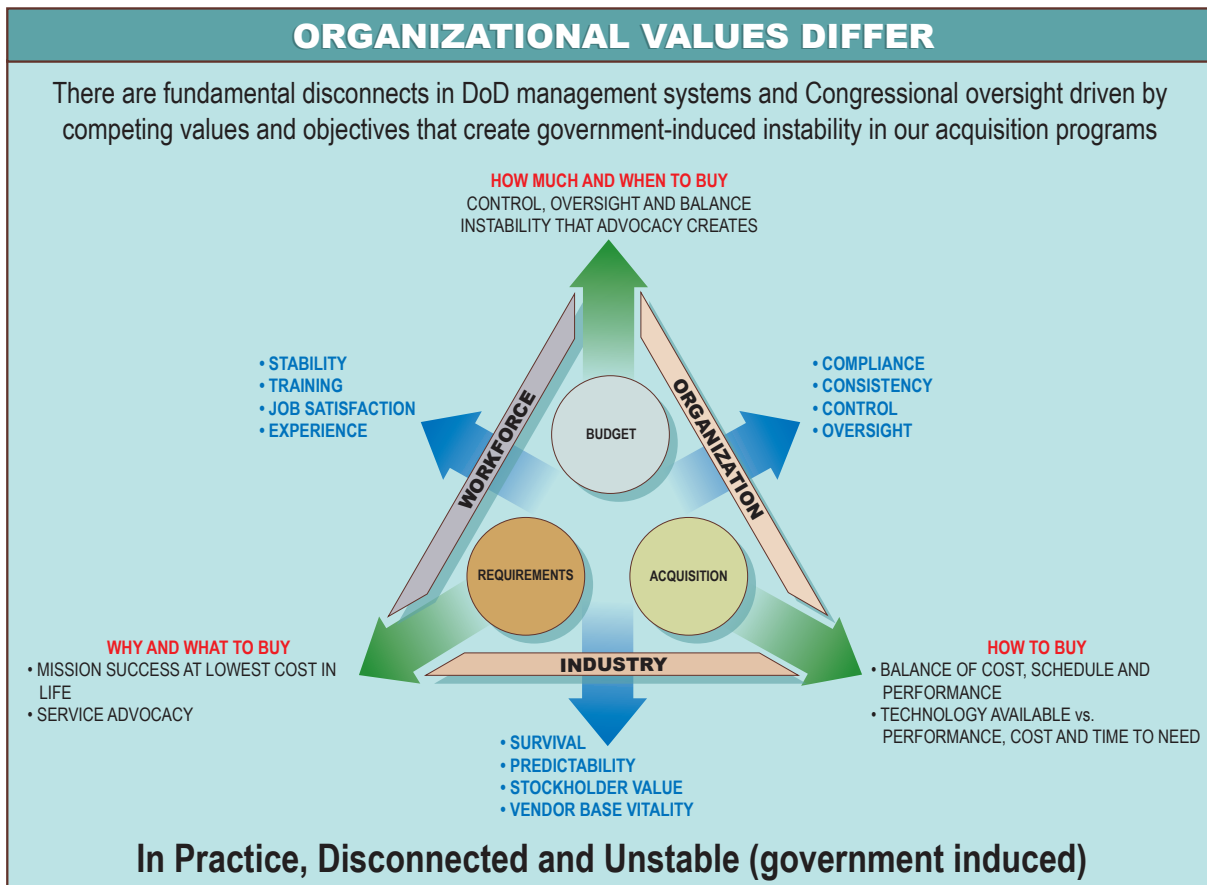 ORGANIZATIONAL VALUES DIFFER
There are fundamental disconnects in DoD management systems and Congressional oversight driven by
competing values and objectives that create government-induced instability in our acquisition programs
HOW MUCH AND WHEN TO BUY
CONTROL, OVERSIGHT AND BALANCE
INSTABILITY THAT ADVOCACY CREATES
• STABILITY
• TRAINING
• JOB SATISFACTION
• EXPERIENCE
WORKFORCE
BUDGET
ORGANIZATION
• COMPLIANCE
• CONSISTENCY
• CONTROL
• OVERSIGHT
REQUIREMENTS
ACQUISITION
WHY AND WHAT TO BUY
• MISSION SUCCESS AT LOWEST COST IN
LIFE
• SERVICE ADVOCACY
INDUSTRY
HOW TO BUY
• BALANCE OF COST, SCHEDULE AND
PERFORMANCE
• TECHNOLOGY AVAILABLE vs.
PERFORMANCE, COST AND TIME TO NEED
• SURVIVAL
• PREDICTABILITY
• STOCKHOLDER VALUE
• VENDOR BASE VITALITY
In Practice, Disconnected and Unstable (government induced)